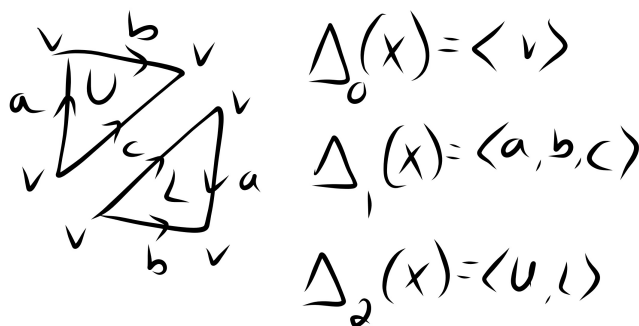 v b v
a U
Δ₀(X) = < v >
v
c
v
L a
Δ₁(X) = < a, b, c >
v
v b v
Δ₂(X) = < U, L >